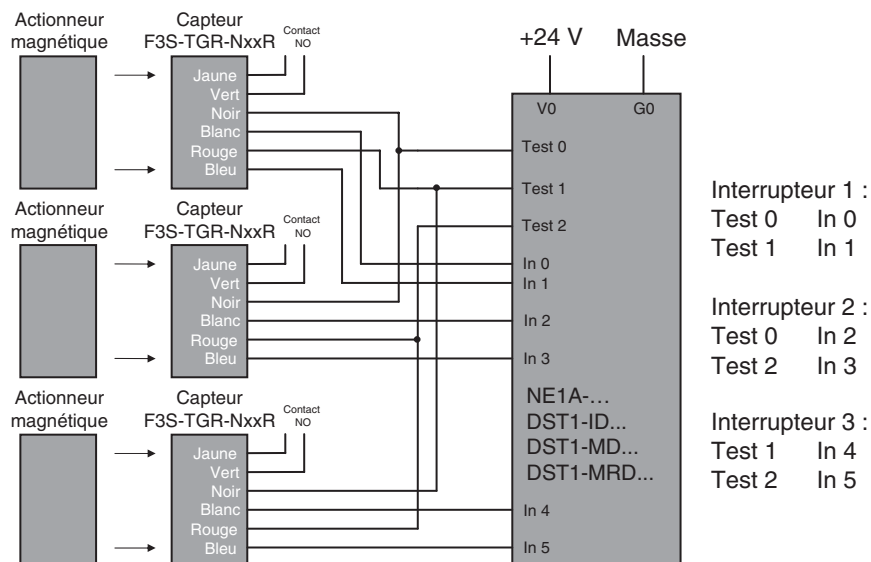 Actionneur
magnétique
Capteur
F3S-TGR-NxxR
Contact
NO
Jaune
Vert
Noir
Blanc
Rouge
Bleu
Actionneur
magnétique
Capteur
F3S-TGR-NxxR
Contact
NO
Jaune
Vert
Noir
Blanc
Rouge
Bleu
Actionneur
magnétique
Capteur
F3S-TGR-NxxR
Contact
NO
Jaune
Vert
Noir
Blanc
Rouge
Bleu
+24 V Masse
V0 G0
Test 0
Test 1
Test 2
In 0
In 1
In 2
In 3
NE1A-...
DST1-ID...
DST1-MD...
DST1-MRD...
In 4
In 5
Interrupteur 1 :
Test 0 In 0
Test 1 In 1
Interrupteur 2 :
Test 0 In 2
Test 2 In 3
Interrupteur 3 :
Test 1 In 4
Test 2 In 5